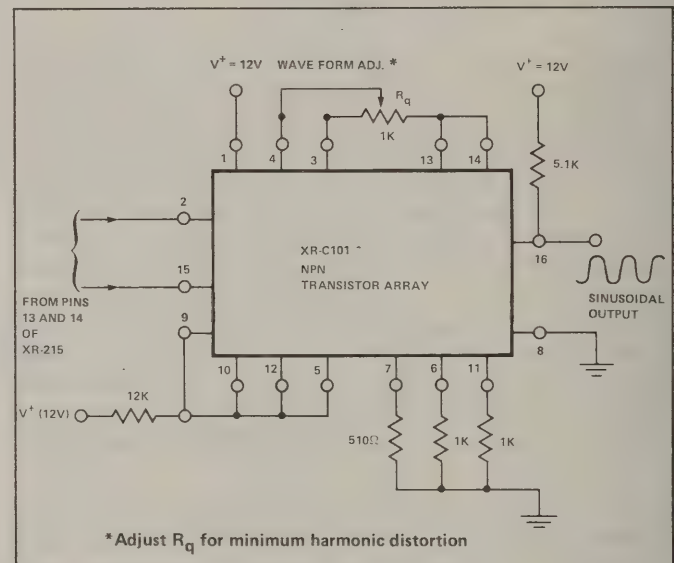 V+ = 12V WAVE FORM ADJ. *
V+ = 12V
Rq
1K
5.1K
1
4
3
13
14
2
15
16
XR-C101
NPN
TRANSISTOR ARRAY
FROM PINS
13 AND 14
OF
XR-215
SINUSOIDAL
OUTPUT
9
8
10
12
5
7
6
11
V+ (12V)
12K
510Ω
1K
1K
*Adjust Rq for minimum harmonic distortion